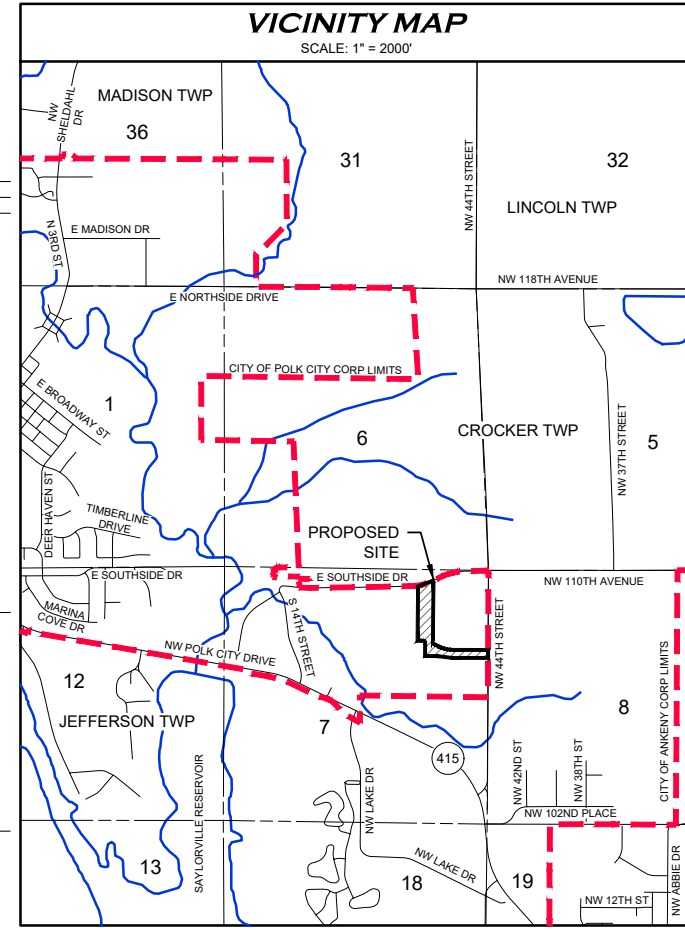 VICINITY MAP
SCALE: 1" = 2000'
NW
SHELDAHL
DR
MADISON TWP
36
31
32
NW 44TH STREET
LINCOLN TWP
N 3RD ST
E MADISON DR
NW 118TH AVENUE
E NORTHSIDE DRIVE
CITY OF POLK CITY CORP LIMITS
E BROADWAY ST
1
6
CROCKER TWP
NW 37TH STREET
5
DEER HAVEN ST
TIMBERLINE
DRIVE
PROPOSED
SITE
E SOUTHSIDE DR
E SOUTHSIDE DR
NW 110TH AVENUE
MARINA
COVE DR
S 14TH STREET
NW 44TH STREET
NW POLK CITY DRIVE
12
JEFFERSON TWP
7
8
CITY OF ANKENY CORP LIMITS
415
SAYLORVILLE RESERVOIR
NW LAKE DR
NW 42ND ST
NW 38TH ST
NW 102ND PLACE
13
NW LAKE DR
18
19
NW 12TH ST
NW ABBIE DR